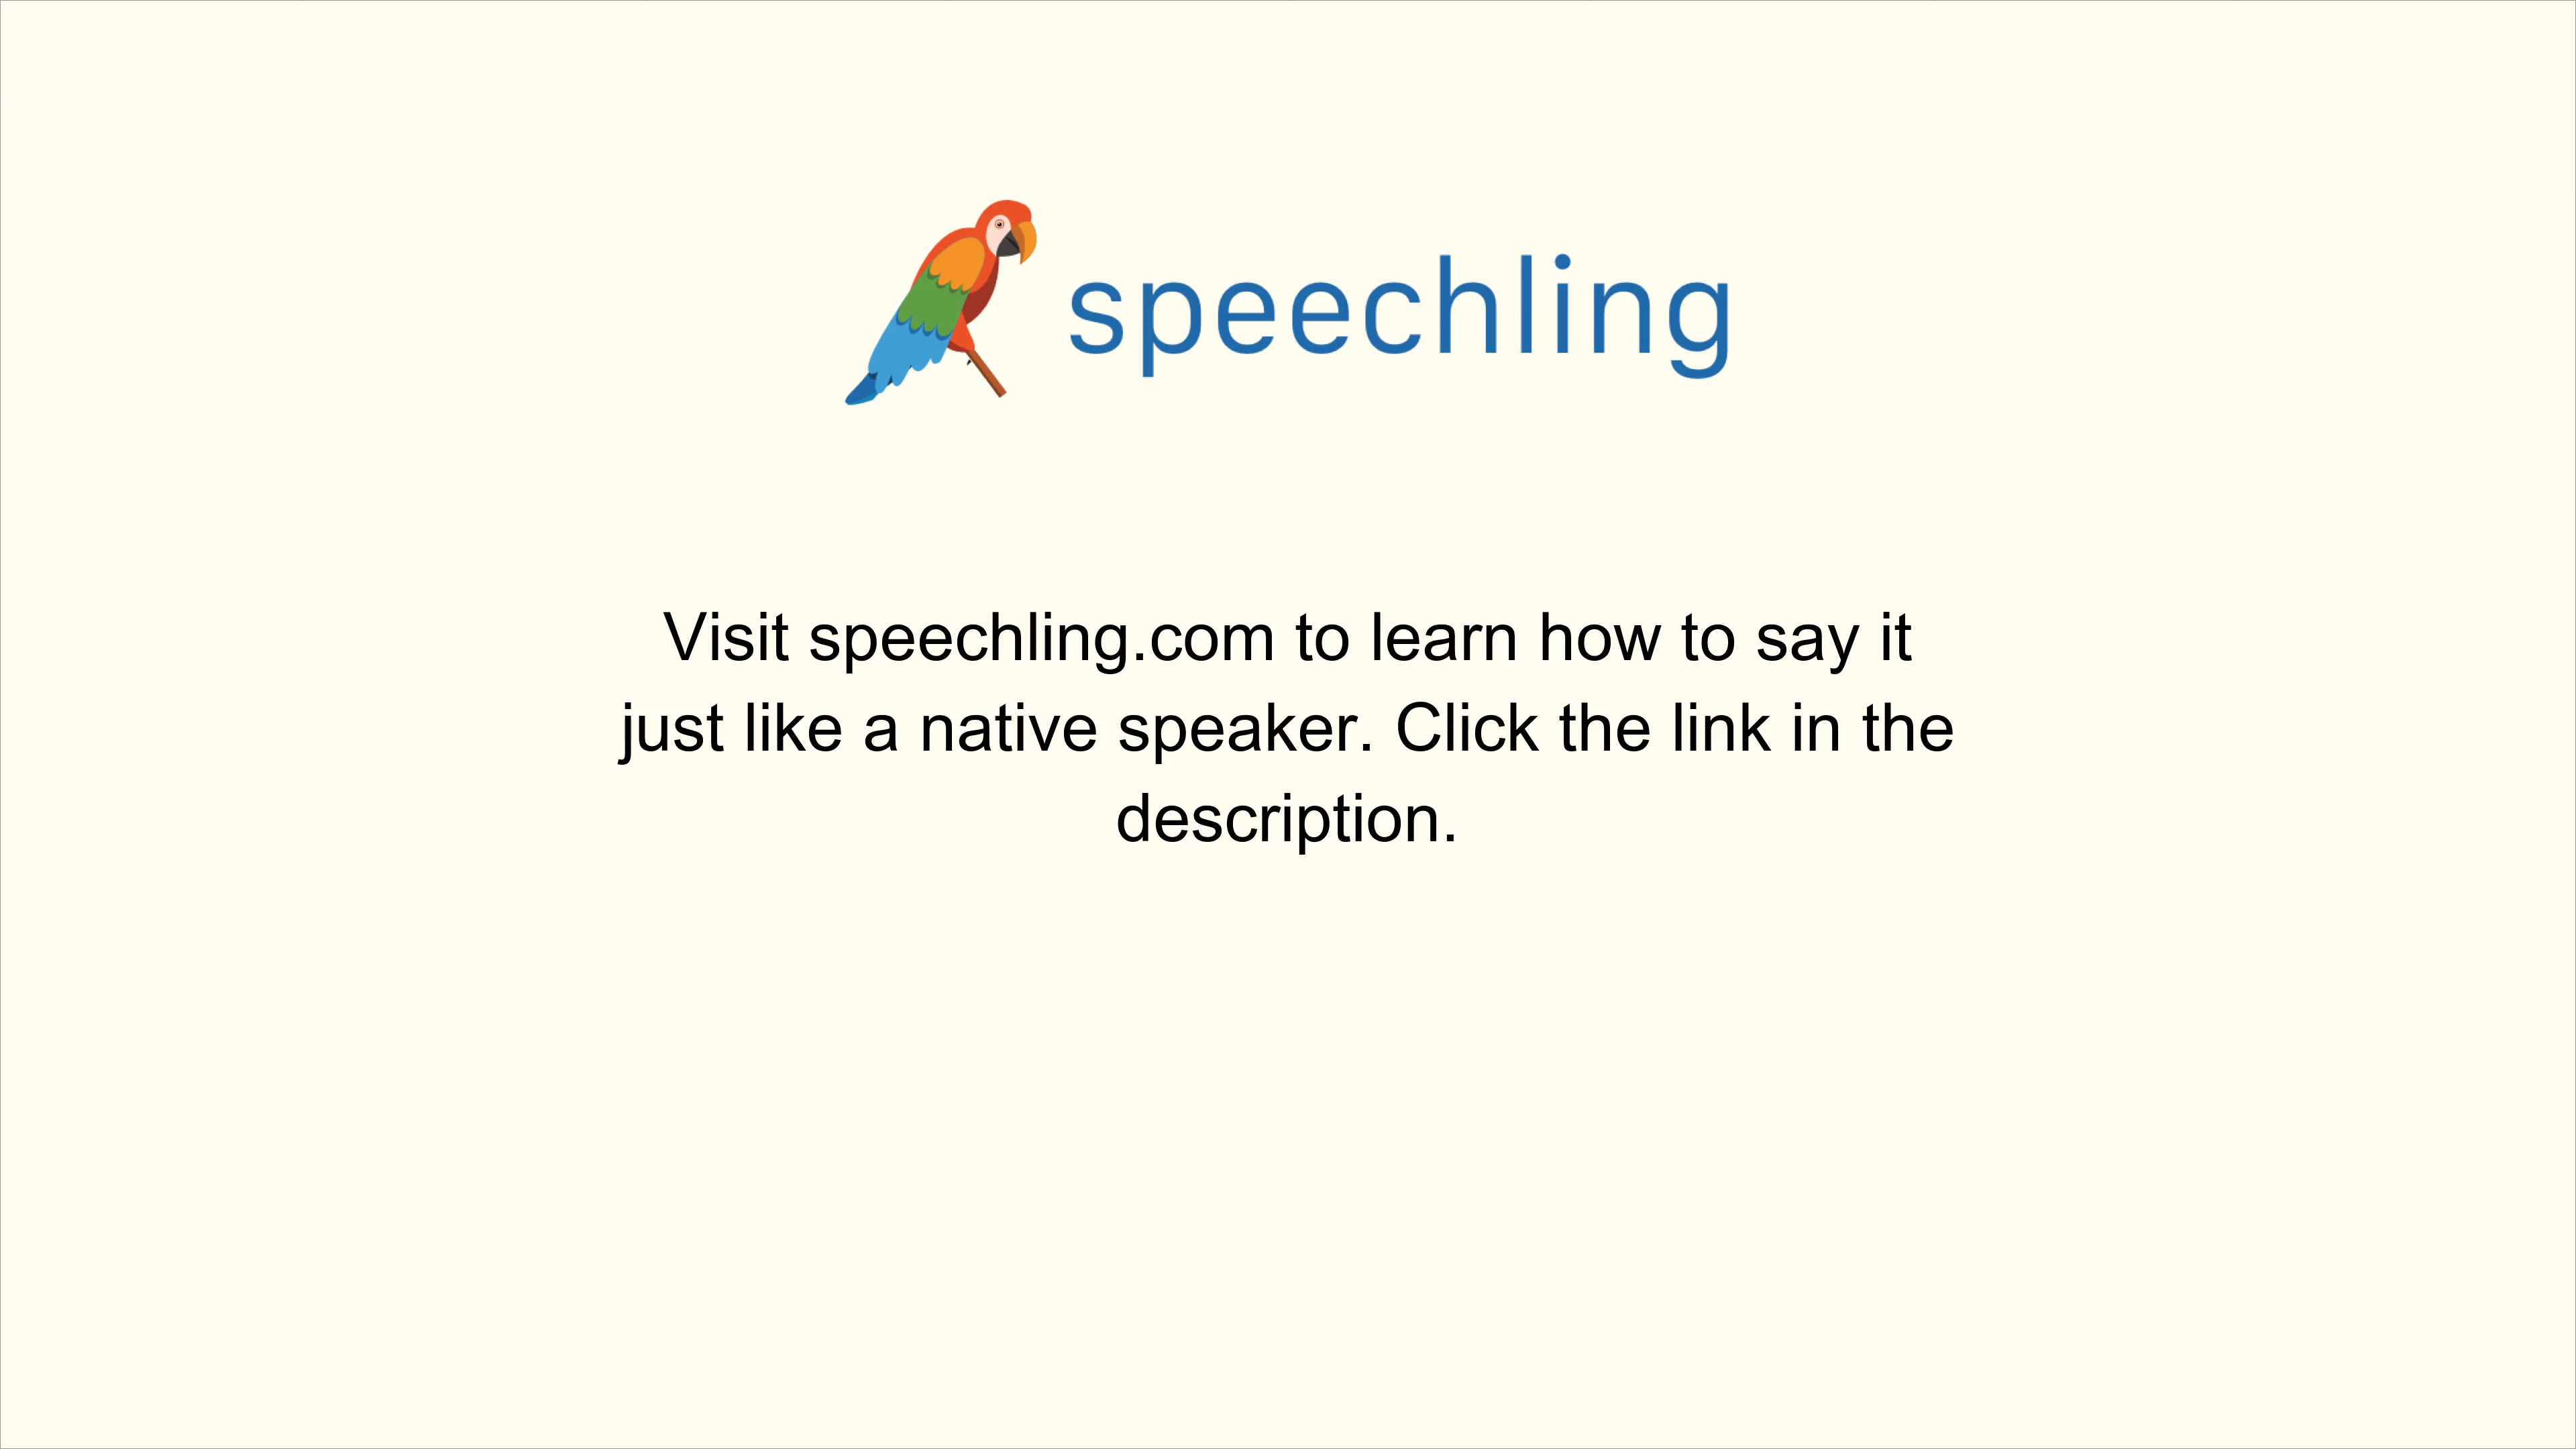 speechling
Visit speechling.com to learn how to say it
just like a native speaker. Click the link in the
description.